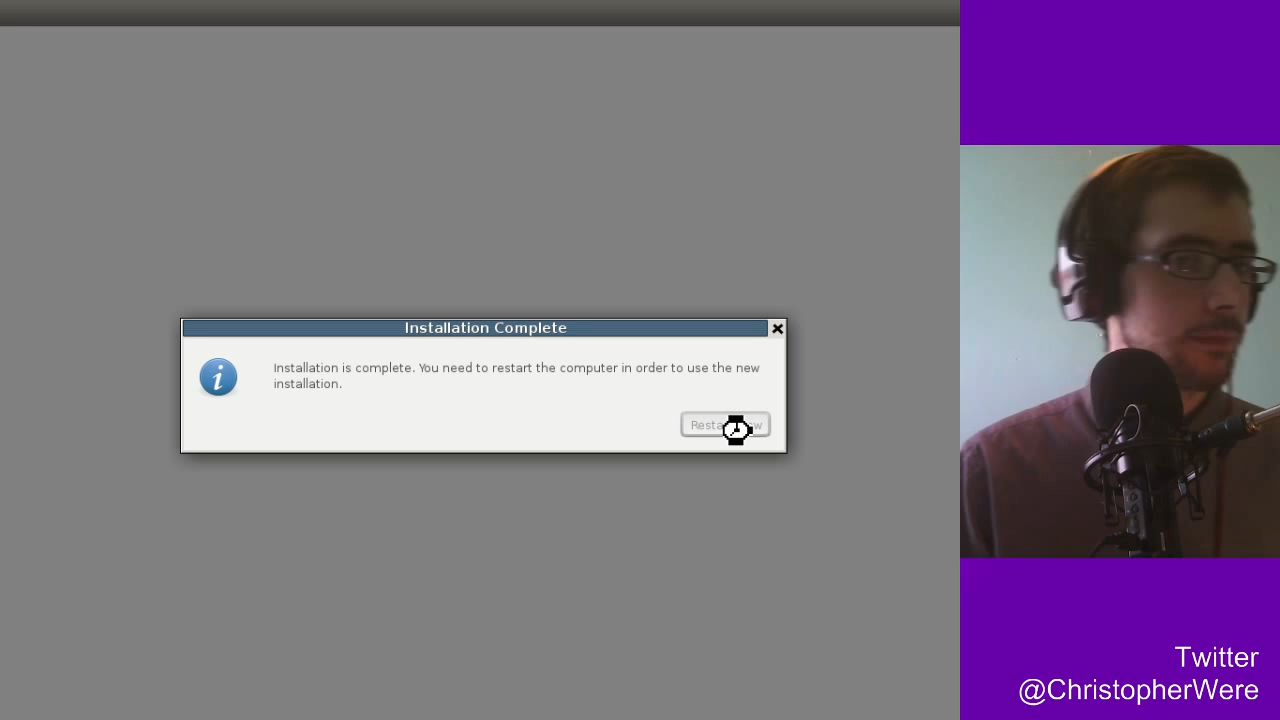 Installation Complete
Installation is complete. You need to restart the computer in order to use the new
installation.
Twitter
@ChristopherWere